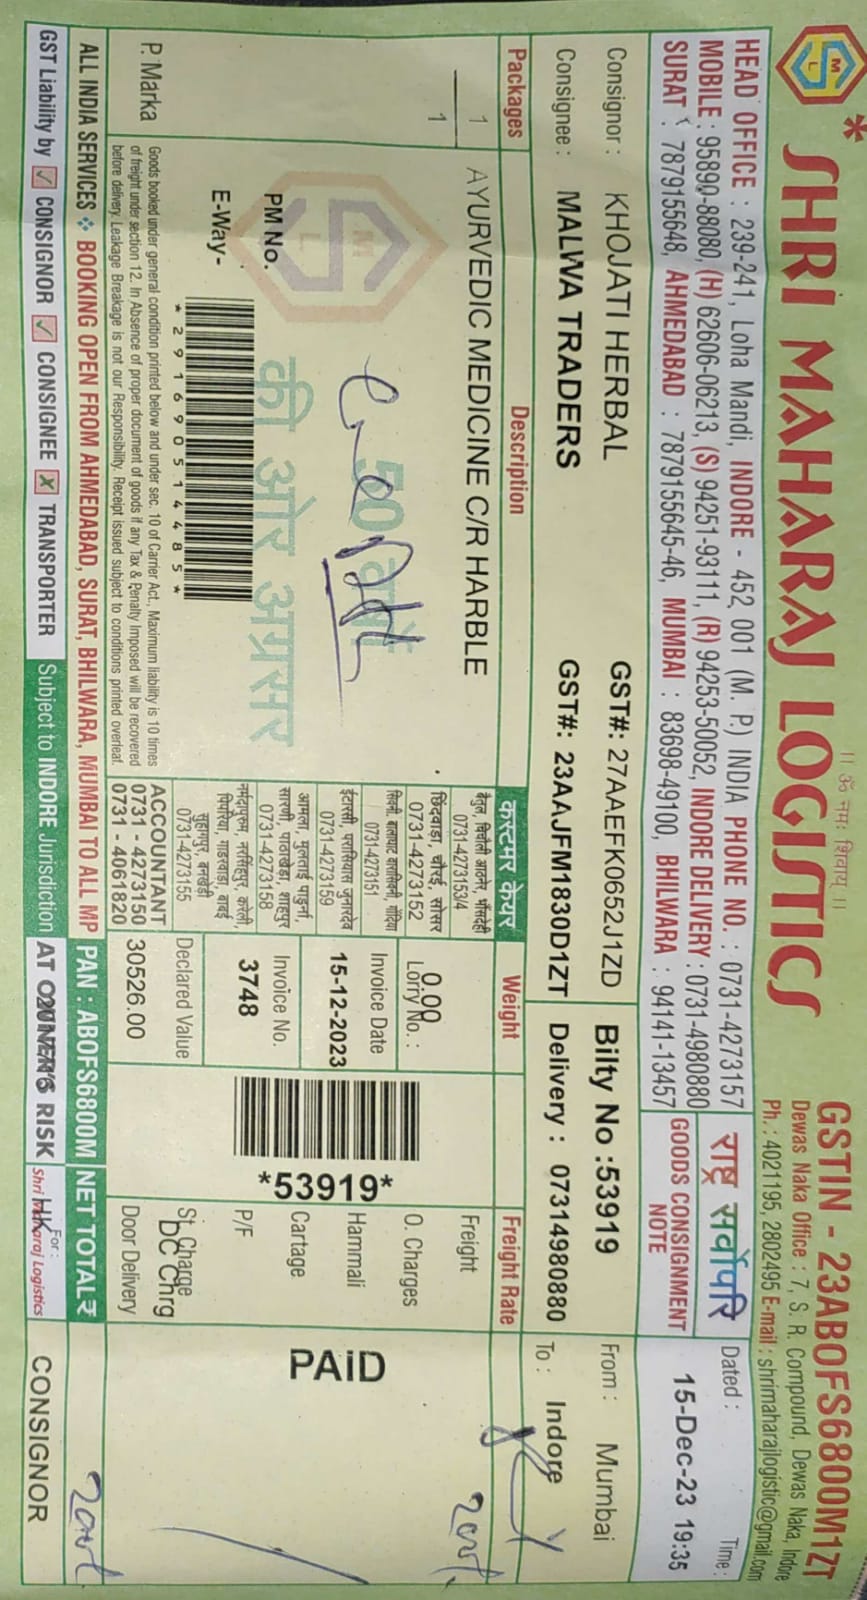 ।। ॐ नमः शिवाय ।।
* SHRI MAHARAJ LOGISTICS
GSTIN - 23ABOFS6800M1ZT
Dewas Naka Office : 7, S. R. Compound, Dewas Naka, Indore
Ph. : 4021195, 2802495 E-mail : shrimaharajlogistic@gmail.com
HEAD OFFICE : 239-241, Loha Mandi, INDORE - 452 001 (M. P.) INDIA PHONE NO. : 0731-4273157
MOBILE : 95890-88080, (H) 62606-06213, (S) 94251-93111, (R) 94253-50052, INDORE DELIVERY : 0731-4980880
SURAT : 7879155648, AHMEDABAD : 7879155645-46, MUMBAI : 83698-49100, BHILWARA : 94141-13457
राष्ट्र सर्वोपरि
GOODS CONSIGNMENT
NOTE
Dated : Time :
15-Dec-23 19:35
Consignor : KHOJATI HERBAL GST#: 27AAEFK0652J1ZD Bilty No :53919 From : Mumbai
Consignee : MALWA TRADERS GST#: 23AAJFM1830D1ZT Delivery : 07314980880 To : Indore
Packages Description कस्टमर केयर Weight Freight Rate
1 AYURVEDIC MEDICINE C/R HARBLE
1
50 वर्षों
की ओर अग्रसर
PM No.
E-Way-
*291690514485*
P. Marka
Goods booked under general condition printed below and under sec. 10 of Carrier Act., Maximum liability is 10 times
of freight under section 12. In Absence of proper document of goods if any Tax & Penalty Imposed will be recovered
before delivery. Leakage Breakage is not our Responsibility. Receipt issued subject to condtions printed overleaf.
0731-4273153/4
छिंदवाड़ा, चौरई, सौसर
0731-4273152
0731-4273151
0731-4273159
0731-4273158
0731-4273155
ACCOUNTANT
0731 - 4273150
0731 - 4061820
0.00
Lorry No. :
Invoice Date
15-12-2023
Invoice No.
3748
Declared Value
30526.00
*53919*
Freight
O. Charges
Hammali
Cartage
P/F
St. Charge
DC Chrg
Door Delivery
PAiD
ALL INDIA SERVICES ❖ BOOKING OPEN FROM AHMEDABAD, SURAT, BHILWARA, MUMBAI TO ALL MP PAN : ABOFS6800M NET TOTAL₹
GST Liability by ✓ CONSIGNOR ✓ CONSIGNEE X TRANSPORTER Subject to INDORE Jurisdiction AT OWNER'S RISK
For :
HK
Shri Maharaj Logistics
CONSIGNOR